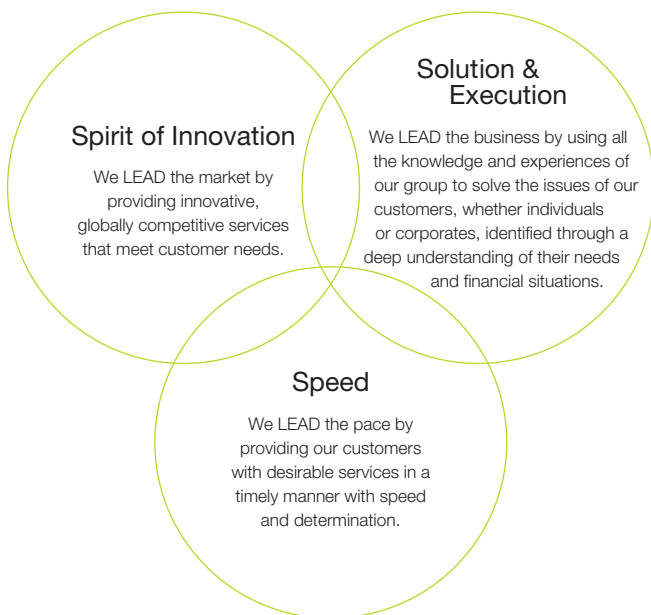 Spirit of Innovation
We LEAD the market by
providing innovative,
globally competitive services
that meet customer needs.
Solution &
Execution
We LEAD the business by using all
the knowledge and experiences of
our group to solve the issues of our
customers, whether individuals
or corporates, identified through a
deep understanding of their needs
and financial situations.
Speed
We LEAD the pace by
providing our customers
with desirable services in a
timely manner with speed
and determination.